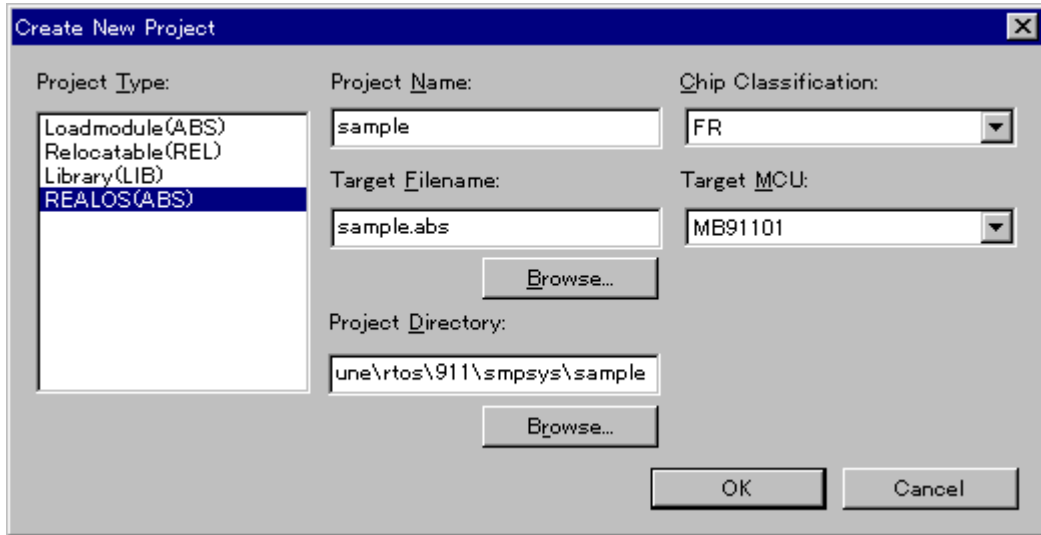 Create New Project
Project Type:
Loadmodule(ABS)
Relocatable(REL)
Library(LIB)
REALOS(ABS)
Project Name:
sample
Target Filename:
sample.abs
Browse...
Project Directory:
une\rtos\911\smpsys\sample
Browse...
Chip Classification:
FR
Target MCU:
MB91101
OK
Cancel